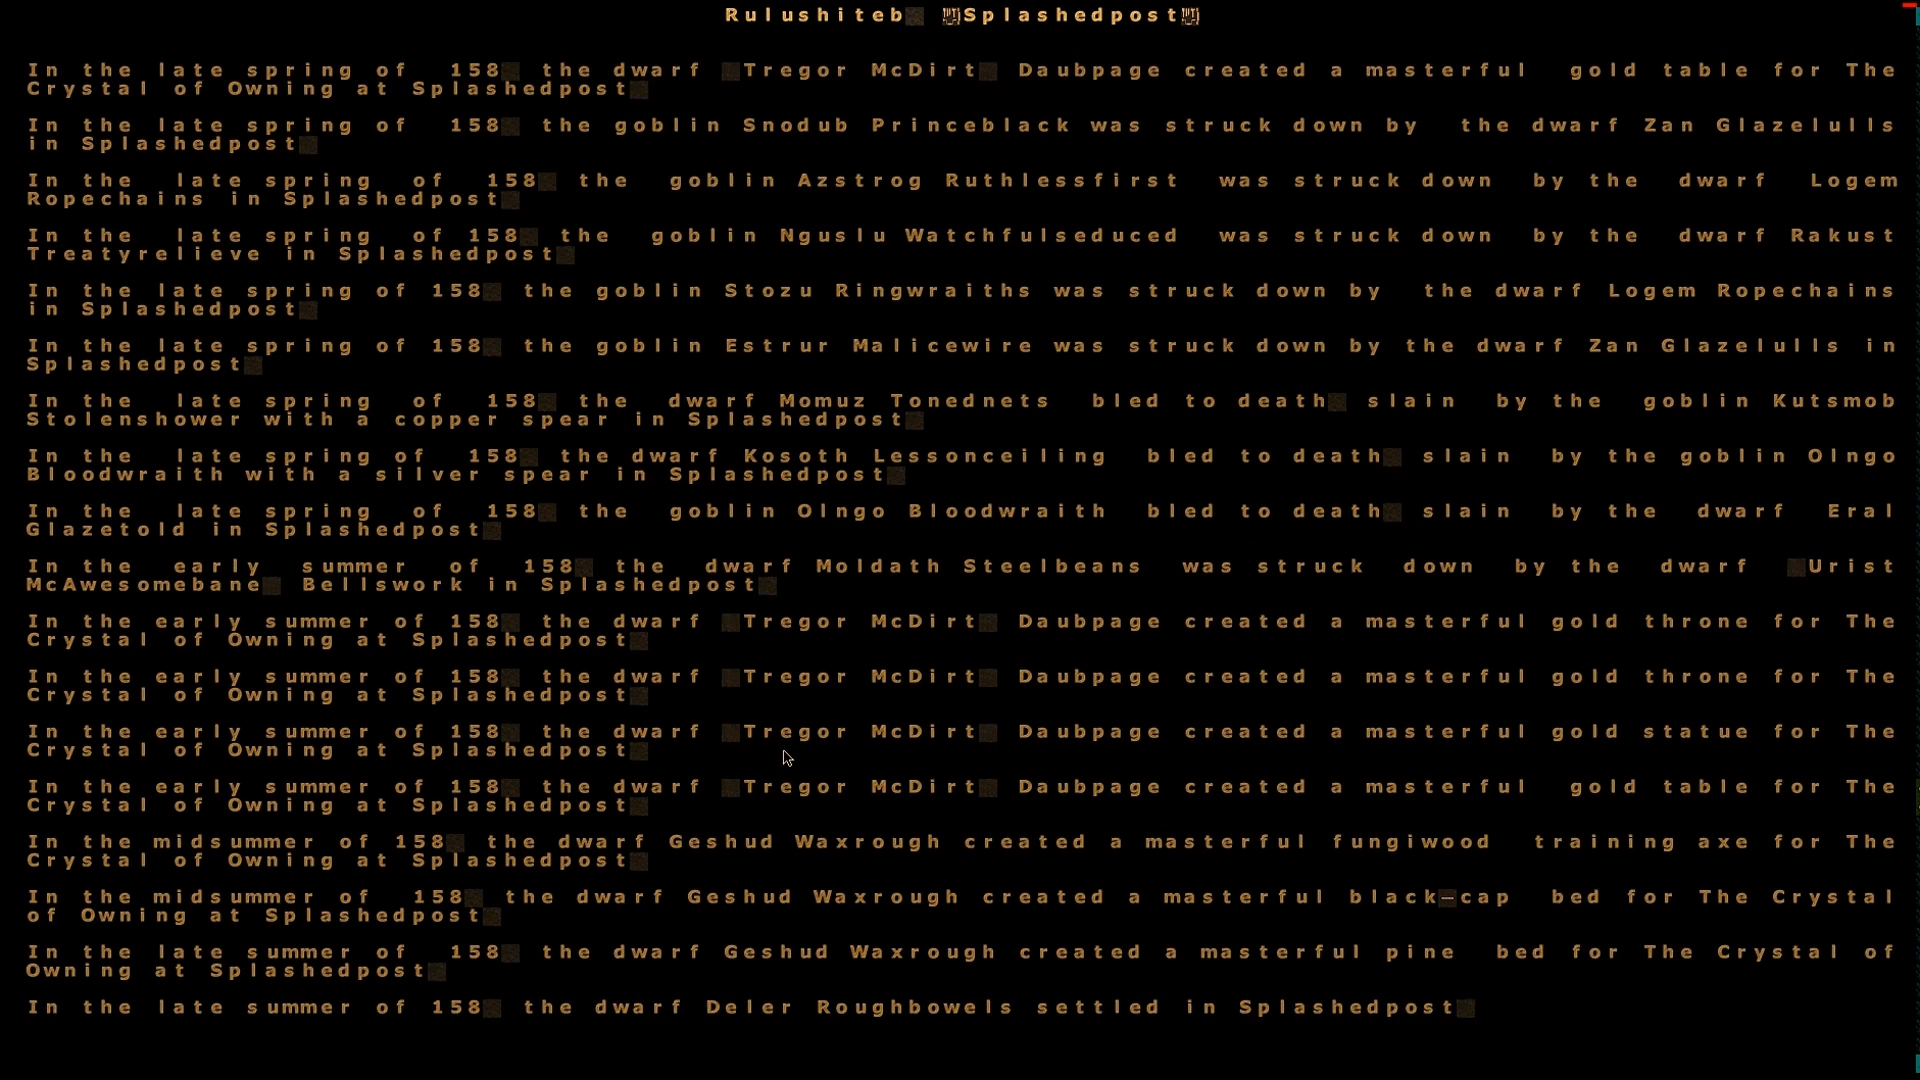 Rulushiteb Splashedpost
In the late spring of 158 the dwarf Tregor McDirt Daubpage created a masterful gold table for The
Crystal of Owning at Splashedpost
In the late spring of 158 the goblin Snodub Princeblack was struck down by the dwarf Zan Glazelulls
in Splashedpost
In the late spring of 158 the goblin Azstrog Ruthlessfirst was struck down by the dwarf Logem
Ropechains in Splashedpost
In the late spring of 158 the goblin Nguslu Watchfulseduced was struck down by the dwarf Rakust
Treatyrelieve in Splashedpost
In the late spring of 158 the goblin Stozu Ringwraiths was struck down by the dwarf Logem Ropechains
in Splashedpost
In the late spring of 158 the goblin Estrur Malicewire was struck down by the dwarf Zan Glazelulls in
Splashedpost
In the late spring of 158 the dwarf Momuz Tonednets bled to death slain by the goblin Kutsmob
Stolenshower with a copper spear in Splashedpost
In the late spring of 158 the dwarf Kosoth Lessonceiling bled to death slain by the goblin Olngo
Bloodwraith with a silver spear in Splashedpost
In the late spring of 158 the goblin Olngo Bloodwraith bled to death slain by the dwarf Eral
Glazetold in Splashedpost
In the early summer of 158 the dwarf Moldath Steelbeans was struck down by the dwarf Urist
McAwesomebane Bellswork in Splashedpost
In the early summer of 158 the dwarf Tregor McDirt Daubpage created a masterful gold throne for The
Crystal of Owning at Splashedpost
In the early summer of 158 the dwarf Tregor McDirt Daubpage created a masterful gold throne for The
Crystal of Owning at Splashedpost
In the early summer of 158 the dwarf Tregor McDirt Daubpage created a masterful gold statue for The
Crystal of Owning at Splashedpost
In the early summer of 158 the dwarf Tregor McDirt Daubpage created a masterful gold table for The
Crystal of Owning at Splashedpost
In the midsummer of 158 the dwarf Geshud Waxrough created a masterful fungiwood training axe for The
Crystal of Owning at Splashedpost
In the midsummer of 158 the dwarf Geshud Waxrough created a masterful black-cap bed for The Crystal
of Owning at Splashedpost
In the late summer of 158 the dwarf Geshud Waxrough created a masterful pine bed for The Crystal of
Owning at Splashedpost
In the late summer of 158 the dwarf Deler Roughbowels settled in Splashedpost